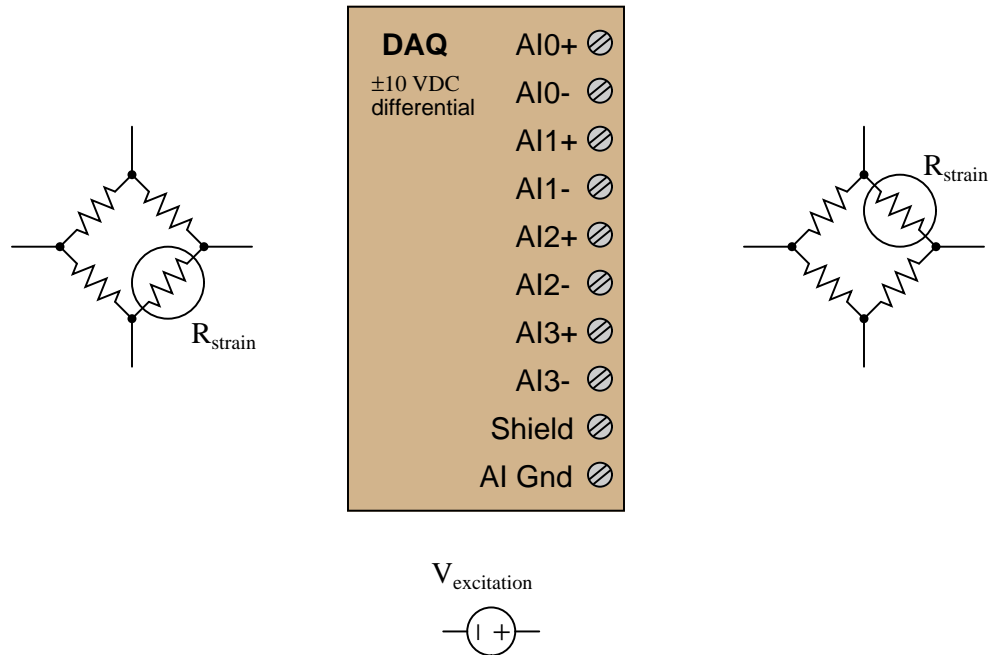 DAQ
±10 VDC
differential
AI0+
AI0-
AI1+
AI1-
AI2+
AI2-
AI3+
AI3-
Shield
AI Gnd
Rstrain
Rstrain
Vexcitation